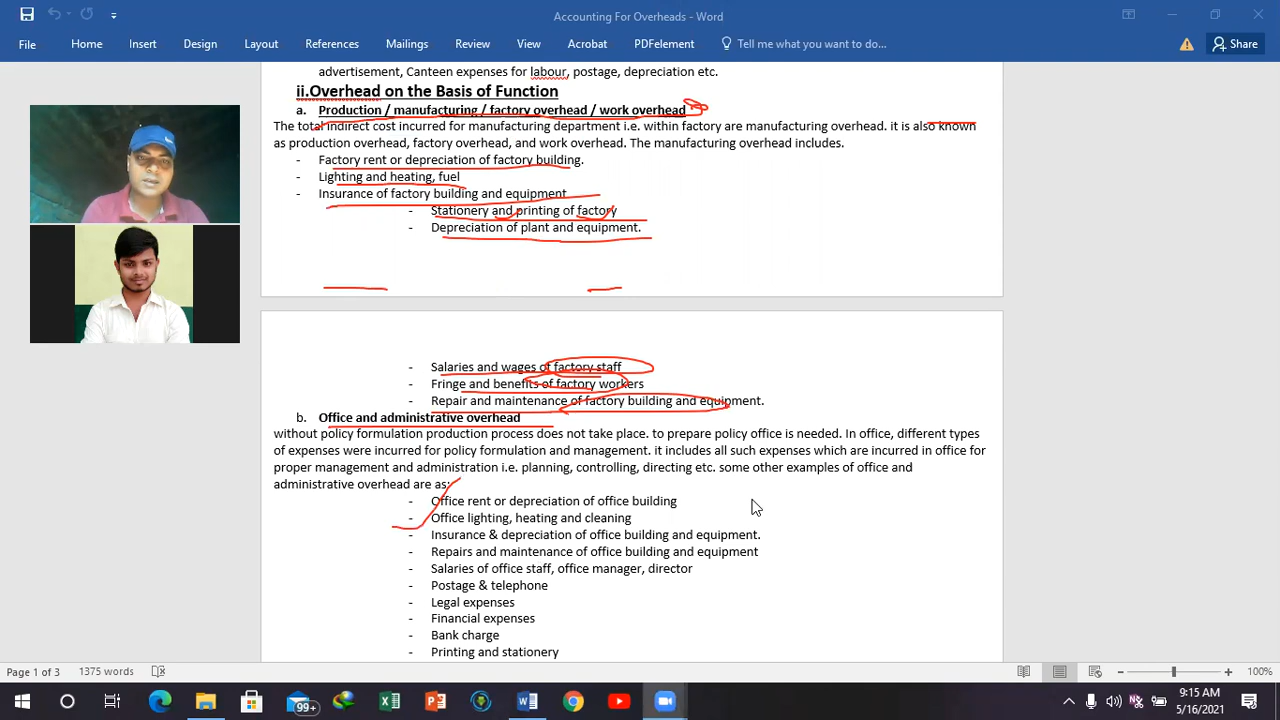 Accounting For Overheads - Word
File Home Insert Design Layout References Mailings Review View Acrobat PDFelement Tell me what you want to do... Share
advertisement, Canteen expenses for labour, postage, depreciation etc.
ii.Overhead on the Basis of Function
a. Production / manufacturing / factory overhead / work overhead
The total indirect cost incurred for manufacturing department i.e. within factory are manufacturing overhead. it is also known
as production overhead, factory overhead, and work overhead. The manufacturing overhead includes.
- Factory rent or depreciation of factory building.
- Lighting and heating, fuel
- Insurance of factory building and equipment
- Stationery and printing of factory
- Depreciation of plant and equipment.
- Salaries and wages of factory staff
- Fringe and benefits of factory workers
- Repair and maintenance of factory building and equipment.
b. Office and administrative overhead
without policy formulation production process does not take place. to prepare policy office is needed. In office, different types
of expenses were incurred for policy formulation and management. it includes all such expenses which are incurred in office for
proper management and administration i.e. planning, controlling, directing etc. some other examples of office and
administrative overhead are as:
- Office rent or depreciation of office building
- Office lighting, heating and cleaning
- Insurance & depreciation of office building and equipment.
- Repairs and maintenance of office building and equipment
- Salaries of office staff, office manager, director
- Postage & telephone
- Legal expenses
- Financial expenses
- Bank charge
- Printing and stationery
Page 1 of 3 1375 words 100%
99+
9:15 AM
5/16/2021